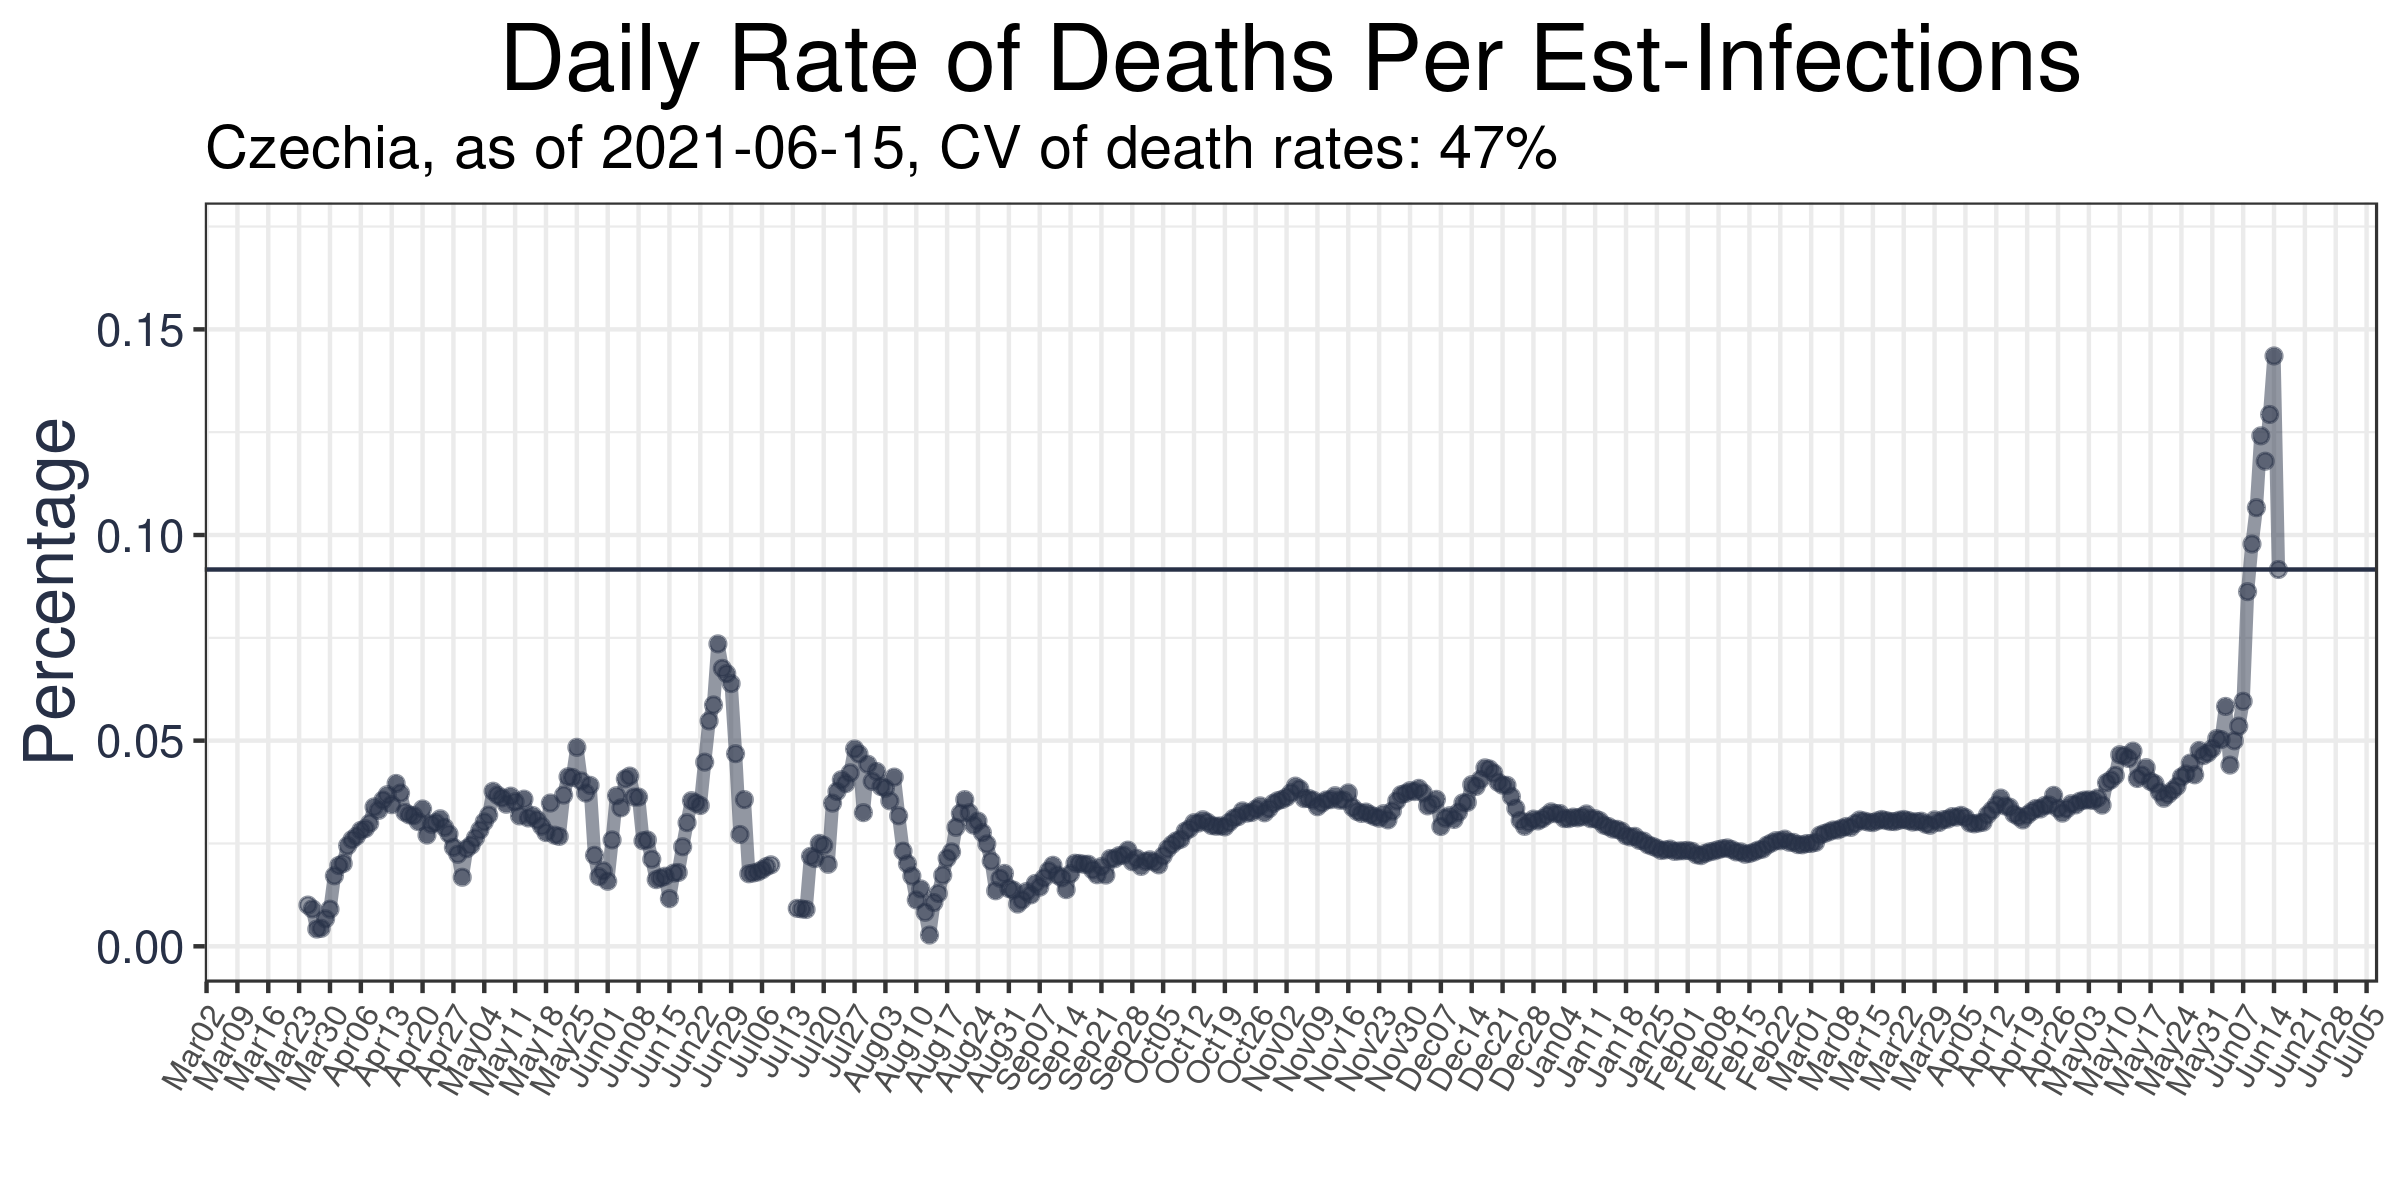 Daily Rate of Deaths Per Est-Infections
Czechia, as of 2021-06-15, CV of death rates: 47%
Percentage
0.15
0.10
0.05
0.00
Mar02
Mar09
Mar16
Mar23
Mar30
Apr06
Apr13
Apr20
Apr27
May04
May11
May18
May25
Jun01
Jun08
Jun15
Jun22
Jun29
Jul06
Jul13
Jul20
Jul27
Aug03
Aug10
Aug17
Aug24
Aug31
Sep07
Sep14
Sep21
Sep28
Oct05
Oct12
Oct19
Oct26
Nov02
Nov09
Nov16
Nov23
Nov30
Dec07
Dec14
Dec21
Dec28
Dec04
Jan11
Jan18
Jan25
Feb01
Feb08
Feb15
Feb22
Mar01
Mar08
Mar15
Mar22
Mar29
Apr05
Apr12
Apr19
Apr26
May03
May10
May17
May24
May31
Jun07
Jun14
Jun21
Jun28
Jul05